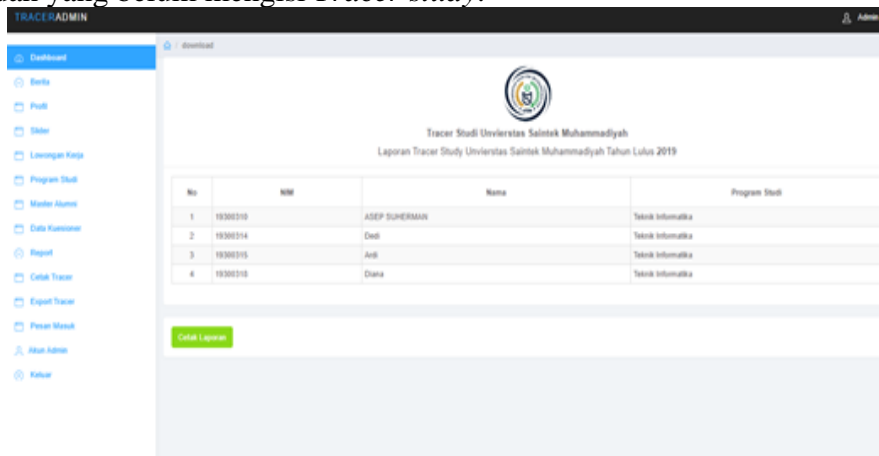 dan yang belum mengisi Tracer study.
TRACERADMIN
Admin
/ download
Dashboard
Berita
Profil
Slider
Lowongan Kerja
Program Studi
Master Alumni
Data Kuesioner
Report
Cetak Tracer
Export Tracer
Pesan Masuk
Akun Admin
Keluar
Tracer Studi Unvierstas Saintek Muhammadiyah
Laporan Tracer Study Unvierstas Saintek Muhammadiyah Tahun Lulus 2019
No NIM Nama Program Studi
1 19300310 ASEP SUHERMAN Teknik Informatika
2 19300314 Dedi Teknik Informatika
3 19300315 Ardi Teknik Informatika
4 19300318 Diana Teknik Informatika
Cetak Laporan